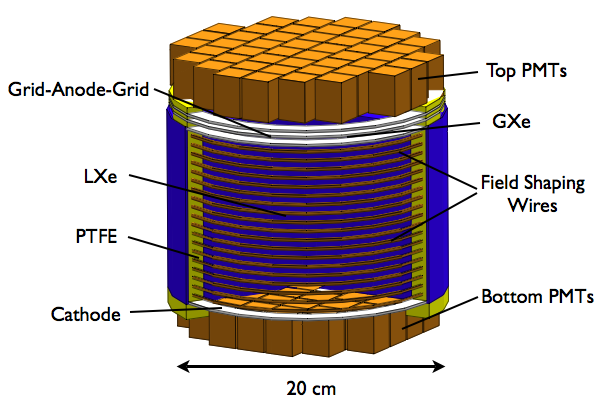 Top PMTs
Grid-Anode-Grid
GXe
LXe
Field Shaping
Wires
PTFE
Bottom PMTs
Cathode
20 cm